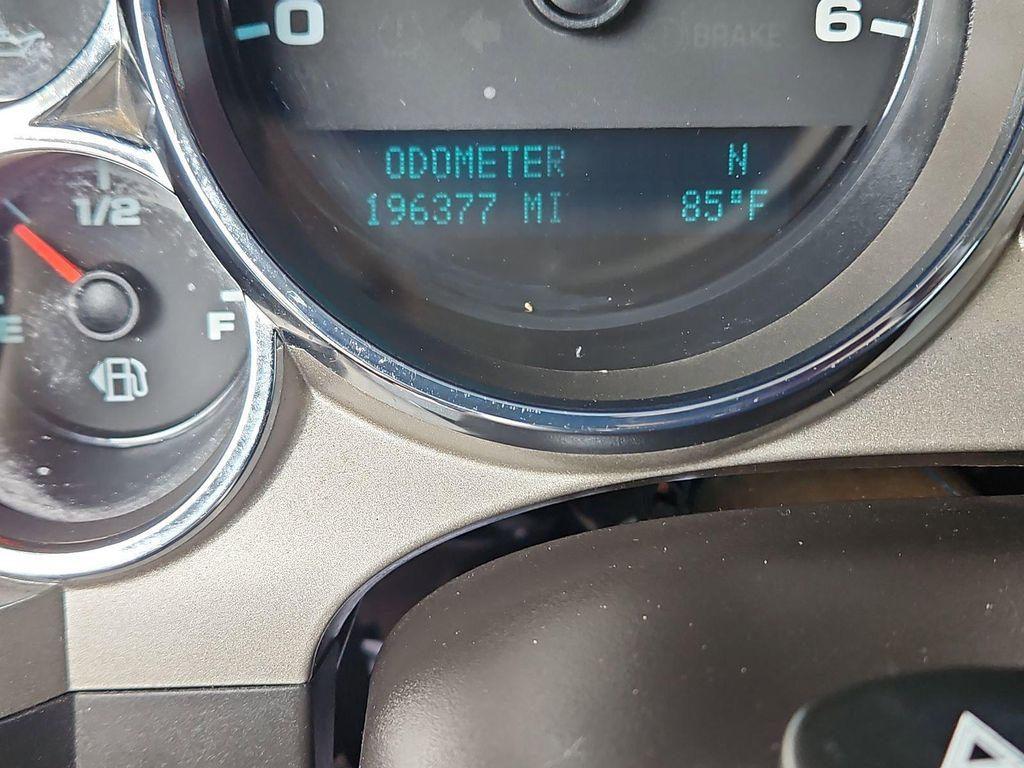 0
6
BRAKE
ODOMETER N
196377 MI 85°F
1/2
E
F